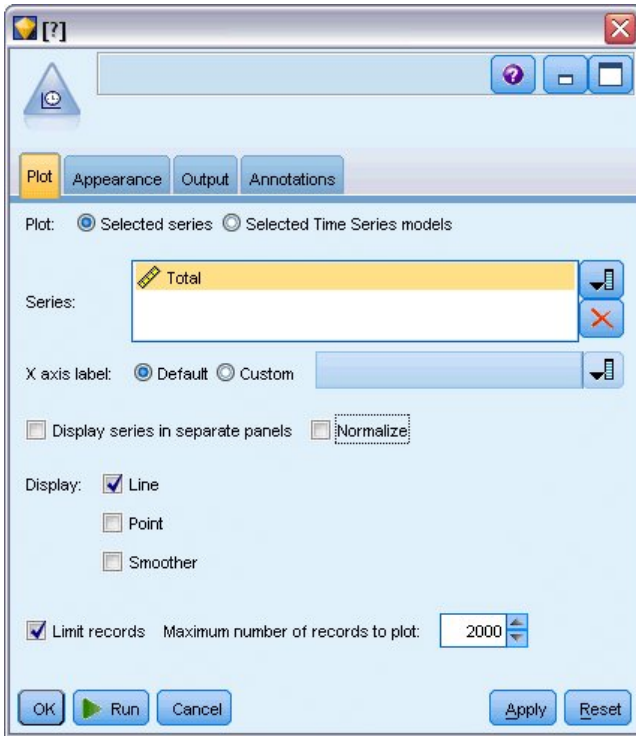 [?]
Plot Appearance Output Annotations
Plot: Selected series Selected Time Series models
Series: Total
X axis label: Default Custom
Display series in separate panels Normalize
Display: Line
Point
Smoother
Limit records Maximum number of records to plot: 2000
OK Run Cancel Apply Reset